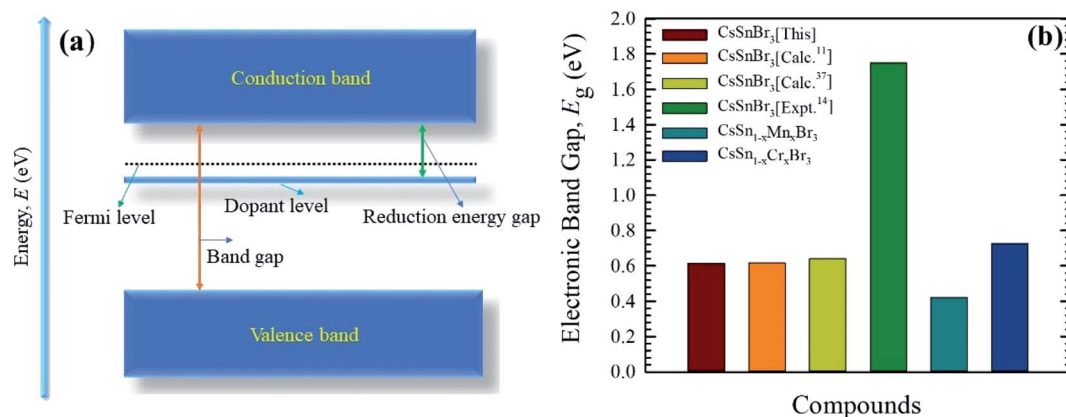 (a)
Energy, E (eV)
Conduction band
Fermi level
Dopant level
Reduction energy gap
Band gap
Valence band
(b)
Electronic Band Gap, Eg (eV)
2.0
1.8
1.6
1.4
1.2
1.0
0.8
0.6
0.4
0.2
0.0
CsSnBr₃[This]
CsSnBr₃[Calc.¹¹]
CsSnBr₃[Calc.³⁷]
CsSnBr₃[Expt.¹⁴]
CsSn₁₋ₓMnₓBr₃
CsSn₁₋ₓCrₓBr₃
Compounds